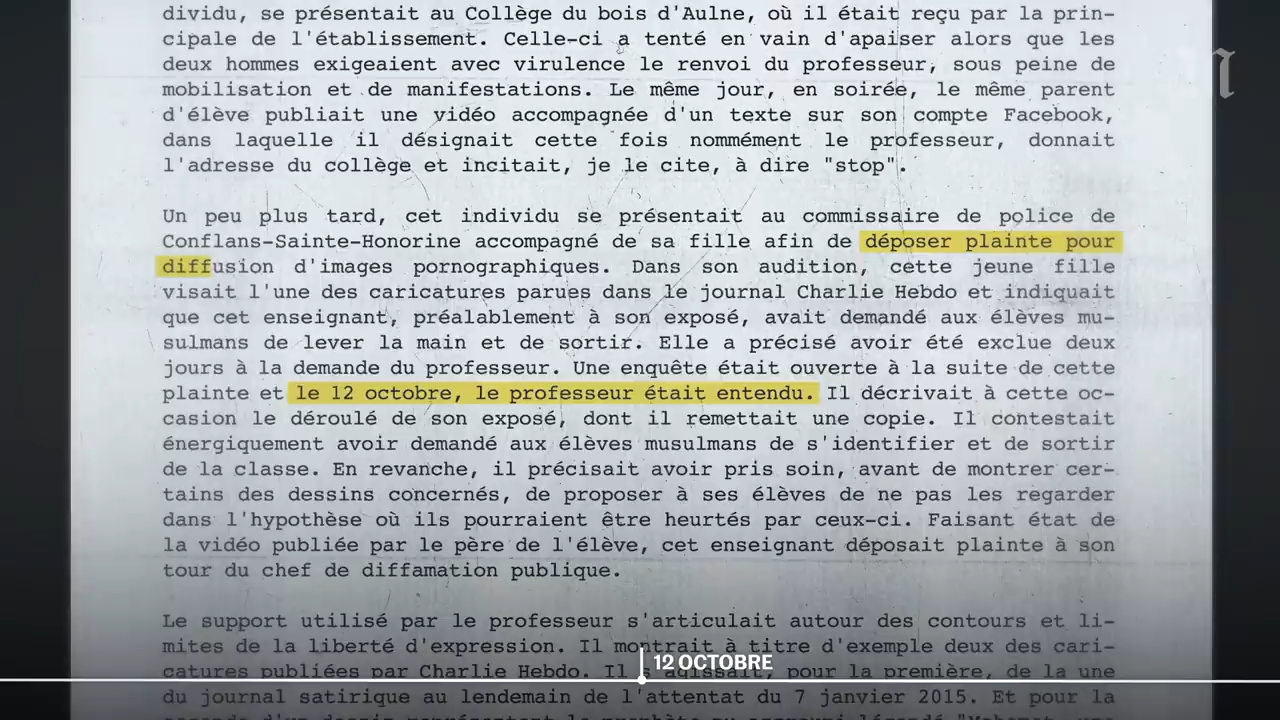 dividu, se présentait au Collège du bois d'Aulne, où il était reçu par la prin-
cipale de l'établissement. Celle-ci a tenté en vain d'apaiser alors que les
deux hommes exigeaient avec virulence le renvoi du professeur, sous peine de
mobilisation et de manifestations. Le même jour, en soirée, le même parent
d'élève publiait une vidéo accompagnée d'un texte sur son compte Facebook,
dans laquelle il désignait cette fois nommément le professeur, donnait
l'adresse du collège et incitait, je le cite, à dire "stop".
Un peu plus tard, cet individu se présentait au commissaire de police de
Conflans-Sainte-Honorine accompagné de sa fille afin de déposer plainte pour
diffusion d'images pornographiques. Dans son audition, cette jeune fille
visait l'une des caricatures parues dans le journal Charlie Hebdo et indiquait
que cet enseignant, préalablement à son exposé, avait demandé aux élèves mu-
sulmans de lever la main et de sortir. Elle a précisé avoir été exclue deux
jours à la demande du professeur. Une enquête était ouverte à la suite de cette
plainte et le 12 octobre, le professeur était entendu. Il décrivait à cette oc-
casion le déroulé de son exposé, dont il remettait une copie. Il contestait
énergiquement avoir demandé aux élèves musulmans de s'identifier et de sortir
de la classe. En revanche, il précisait avoir pris soin, avant de montrer cer-
tains des dessins concernés, de proposer à ses élèves de ne pas les regarder
dans l'hypothèse où ils pourraient être heurtés par ceux-ci. Faisant état de
la vidéo publiée par le père de l'élève, cet enseignant déposait plainte à son
tour du chef de diffamation publique.
Le support utilisé par le professeur s'articulait autour des contours et li-
mites de la liberté d'expression. Il montrait à titre d'exemple deux des cari-
12 OCTOBRE
catures publiées par Charlie Hebdo. Il s'agissait, pour la première, de la une
du journal satirique au lendemain de l'attentat du 7 janvier 2015. Et pour la